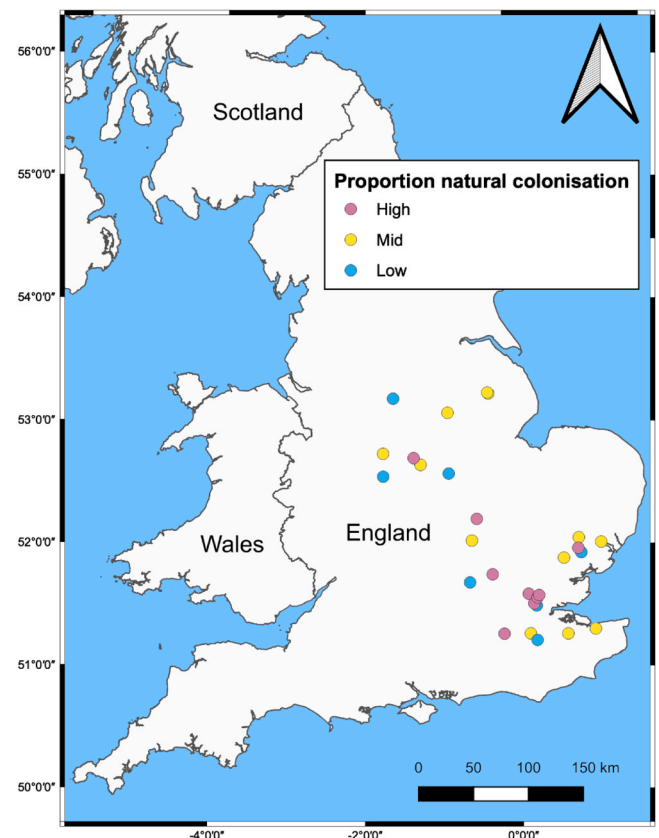 56°0'0"
Scotland
55°0'0"
Proportion natural colonisation
High
Mid
Low
54°0'0"
53°0'0"
52°0'0"
Wales
England
51°0'0"
50°0'0"
0 50 100 150 km
-4°0'0" -2°0'0" 0°0'0"